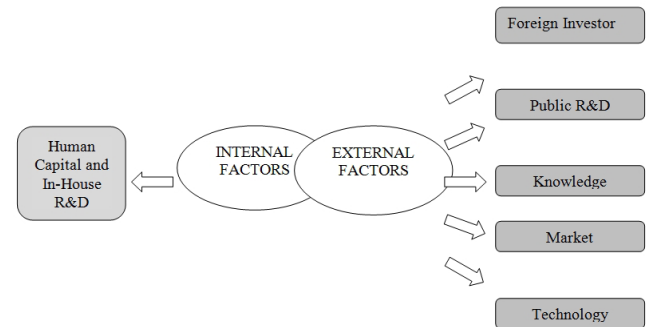 Foreign Investor
Public R&D
Human
Capital and
In-House
R&D
INTERNAL
FACTORS
EXTERNAL
FACTORS
Knowledge
Market
Technology